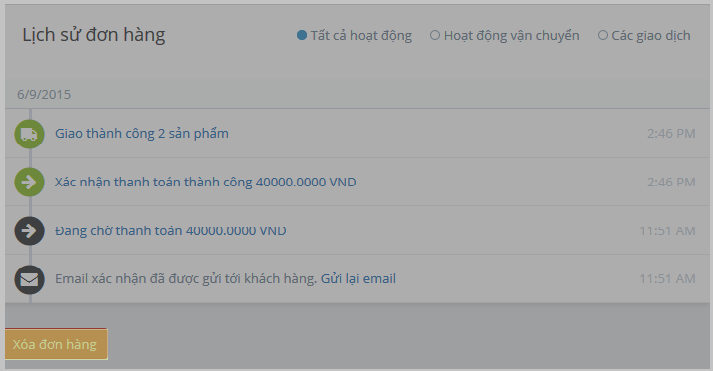 Lịch sử đơn hàng
Tất cả hoạt động Hoạt động vận chuyển Các giao dịch
6/9/2015
Giao thành công 2 sản phẩm 2:46 PM
Xác nhận thanh toán thành công 40000.0000 VND 2:46 PM
Đang chờ thanh toán 40000.0000 VND 11:51 AM
Email xác nhận đã được gửi tới khách hàng. Gửi lại email 11:51 AM
Xóa đơn hàng